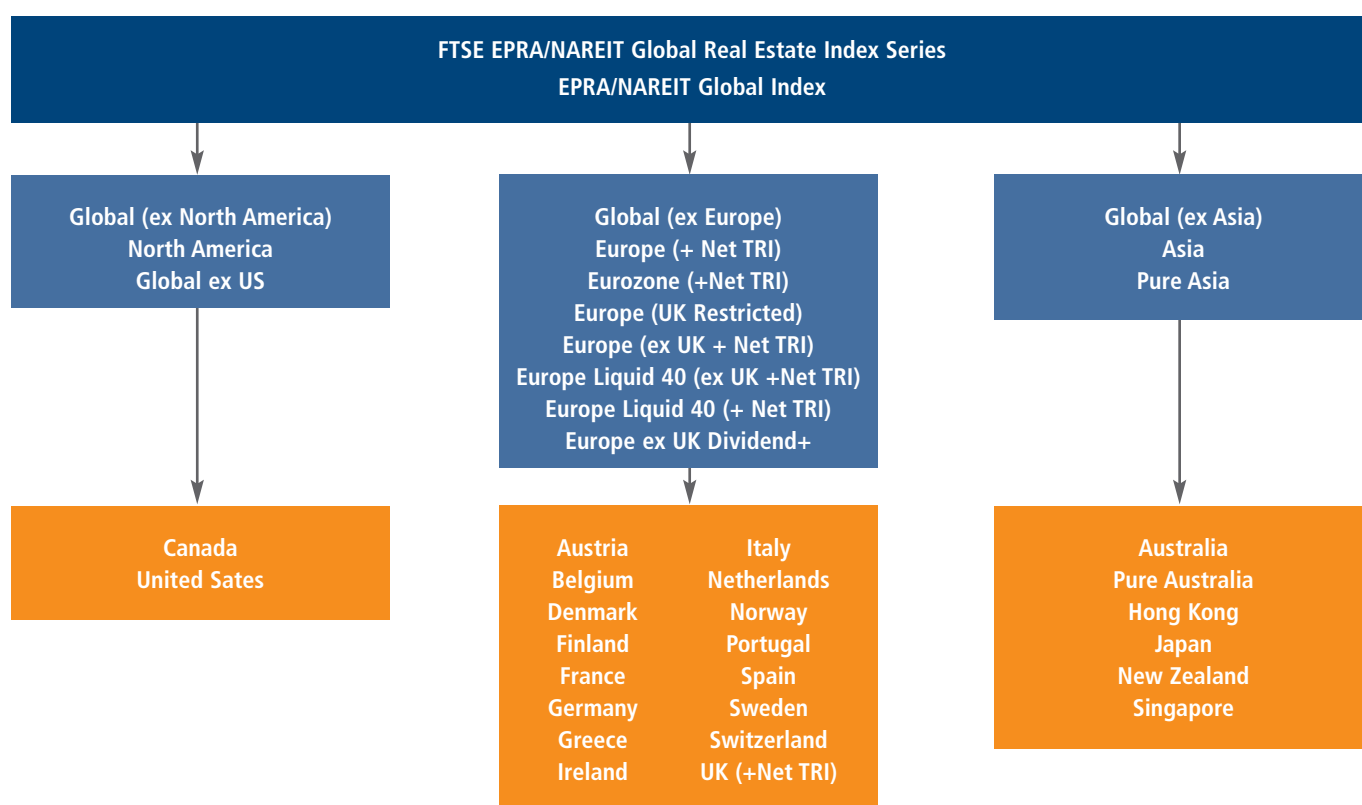 FTSE EPRA/NAREIT Global Real Estate Index Series
EPRA/NAREIT Global Index
Global (ex North America)
North America
Global ex US
Global (ex Europe)
Europe (+ Net TRI)
Eurozone (+Net TRI)
Europe (UK Restricted)
Europe (ex UK + Net TRI)
Europe Liquid 40 (ex UK +Net TRI)
Europe Liquid 40 (+ Net TRI)
Europe ex UK Dividend+
Global (ex Asia)
Asia
Pure Asia
Canada
United Sates
Austria
Belgium
Denmark
Finland
France
Germany
Greece
Ireland
Italy
Netherlands
Norway
Portugal
Spain
Sweden
Switzerland
UK (+Net TRI)
Australia
Pure Australia
Hong Kong
Japan
New Zealand
Singapore